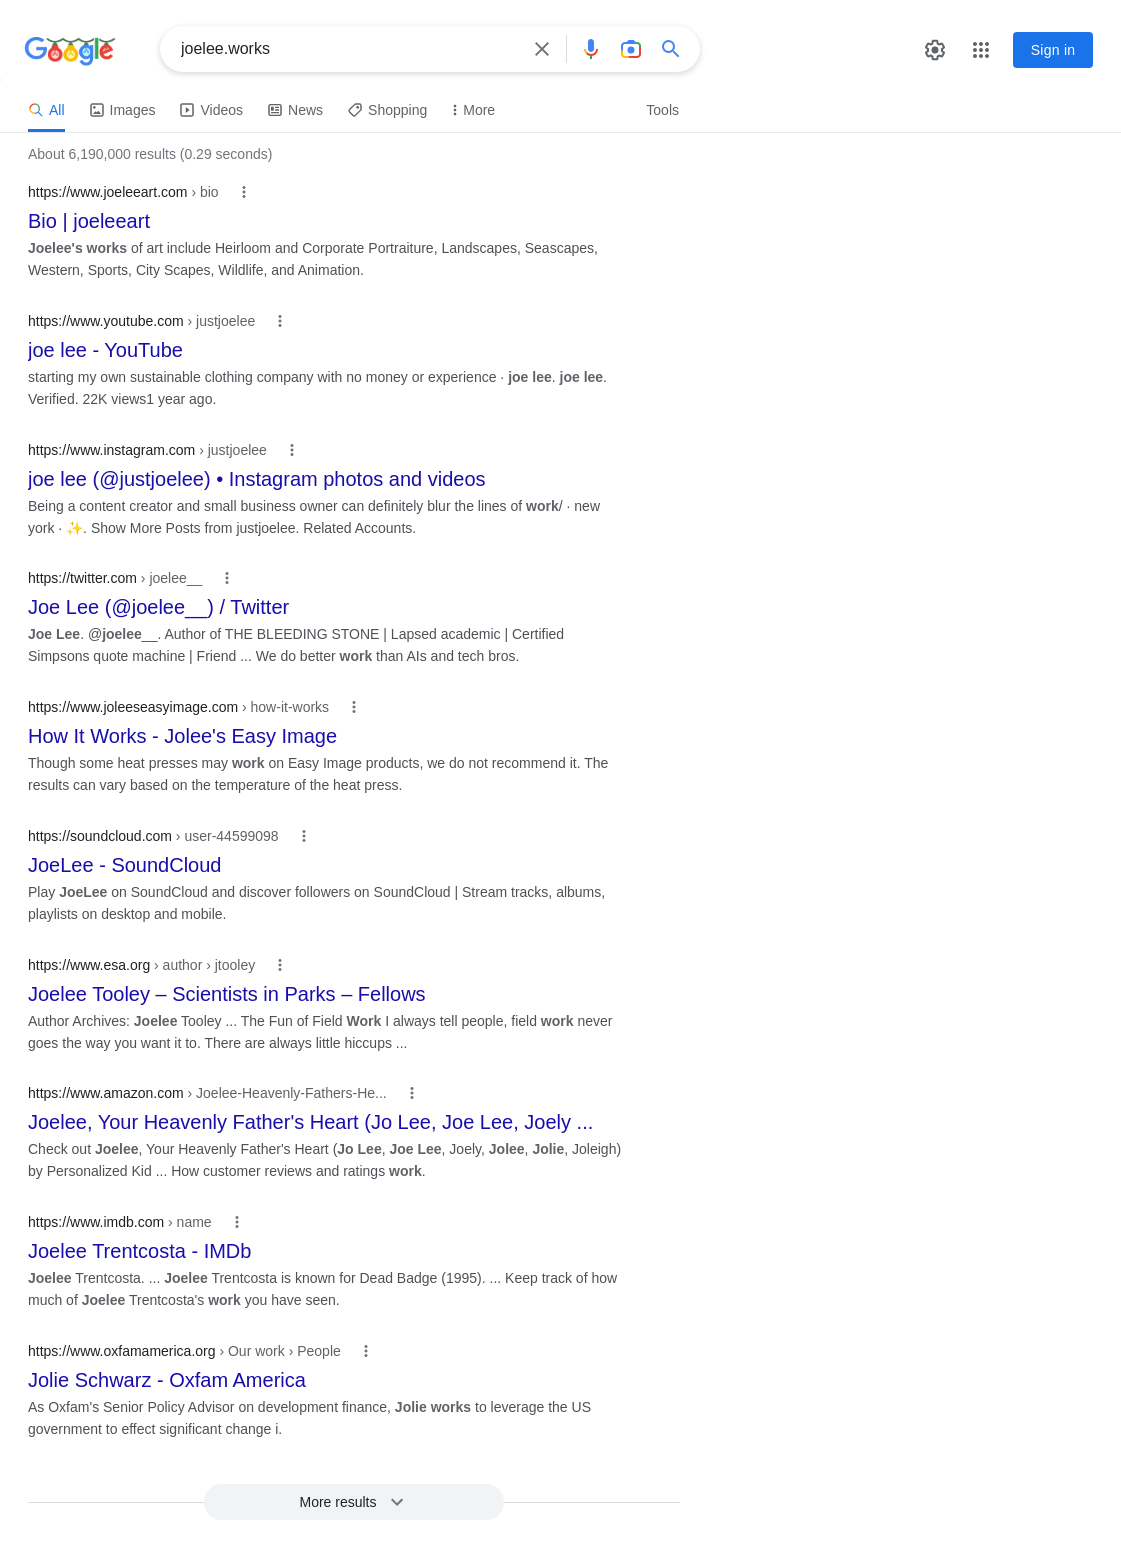 Google
joelee.works
Sign in
All
Images
Videos
News
Shopping
More
Tools
About 6,190,000 results (0.29 seconds)
https://www.joeleeart.com › bio
Bio | joeleeart
Joelee's works of art include Heirloom and Corporate Portraiture, Landscapes, Seascapes,
Western, Sports, City Scapes, Wildlife, and Animation.
https://www.youtube.com › justjoelee
joe lee - YouTube
starting my own sustainable clothing company with no money or experience · joe lee. joe lee.
Verified. 22K views1 year ago.
https://www.instagram.com › justjoelee
joe lee (@justjoelee) • Instagram photos and videos
Being a content creator and small business owner can definitely blur the lines of work/ · new
york · ✨. Show More Posts from justjoelee. Related Accounts.
https://twitter.com › joelee__
Joe Lee (@joelee__) / Twitter
Joe Lee. @joelee__. Author of THE BLEEDING STONE | Lapsed academic | Certified
Simpsons quote machine | Friend ... We do better work than AIs and tech bros.
https://www.joleeseasyimage.com › how-it-works
How It Works - Jolee's Easy Image
Though some heat presses may work on Easy Image products, we do not recommend it. The
results can vary based on the temperature of the heat press.
https://soundcloud.com › user-44599098
JoeLee - SoundCloud
Play JoeLee on SoundCloud and discover followers on SoundCloud | Stream tracks, albums,
playlists on desktop and mobile.
https://www.esa.org › author › jtooley
Joelee Tooley – Scientists in Parks – Fellows
Author Archives: Joelee Tooley ... The Fun of Field Work I always tell people, field work never
goes the way you want it to. There are always little hiccups ...
https://www.amazon.com › Joelee-Heavenly-Fathers-He...
Joelee, Your Heavenly Father's Heart (Jo Lee, Joe Lee, Joely ...
Check out Joelee, Your Heavenly Father's Heart (Jo Lee, Joe Lee, Joely, Jolee, Jolie, Joleigh)
by Personalized Kid ... How customer reviews and ratings work.
https://www.imdb.com › name
Joelee Trentcosta - IMDb
Joelee Trentcosta. ... Joelee Trentcosta is known for Dead Badge (1995). ... Keep track of how
much of Joelee Trentcosta's work you have seen.
https://www.oxfamamerica.org › Our work › People
Jolie Schwarz - Oxfam America
As Oxfam's Senior Policy Advisor on development finance, Jolie works to leverage the US
government to effect significant change i.
More results